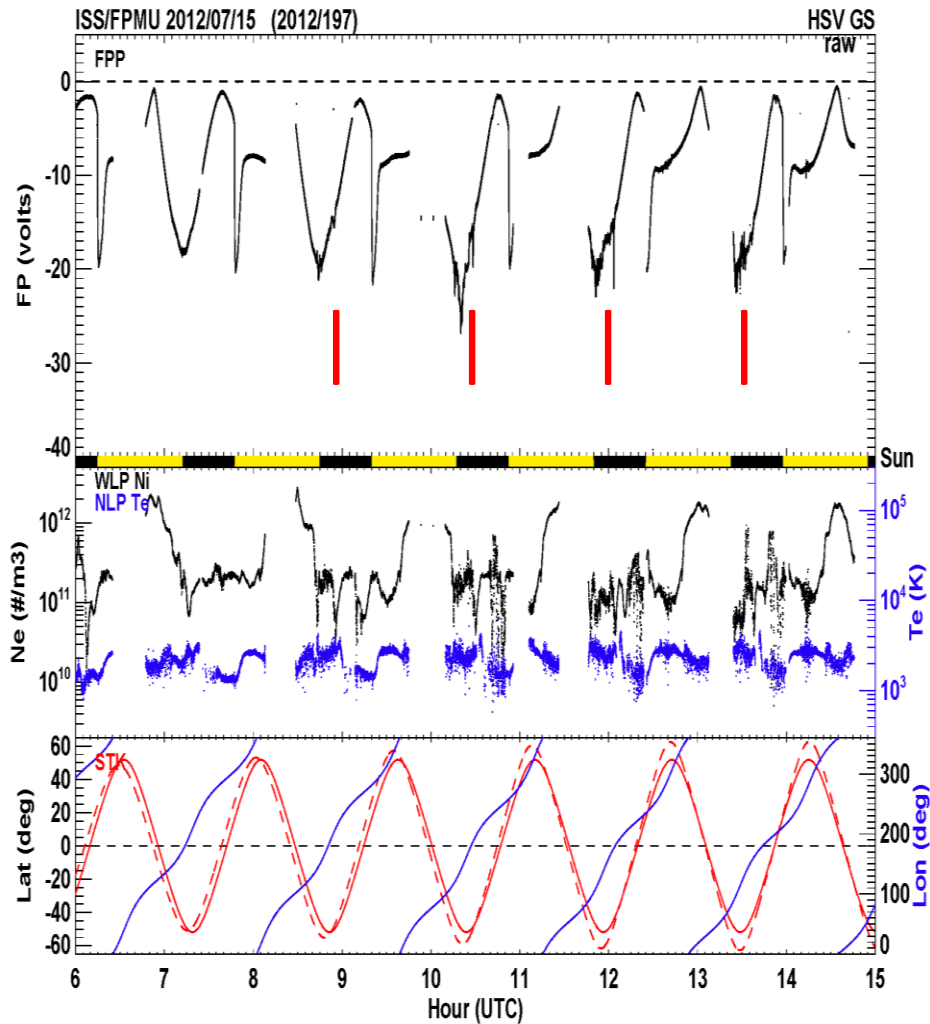 ISS/FPMU 2012/07/15 (2012/197) HSV GS
raw
FPP
0
-10
-20
-30
-40
FP (volts)
Sun
WLP Ni
NLP Te
10^12
10^11
10^10
Ne (#/m3)
10^5
10^4
10^3
Te (K)
STK
60
40
20
0
-20
-40
-60
Lat (deg)
300
200
100
0
Lon (deg)
6 7 8 9 10 11 12 13 14 15
Hour (UTC)